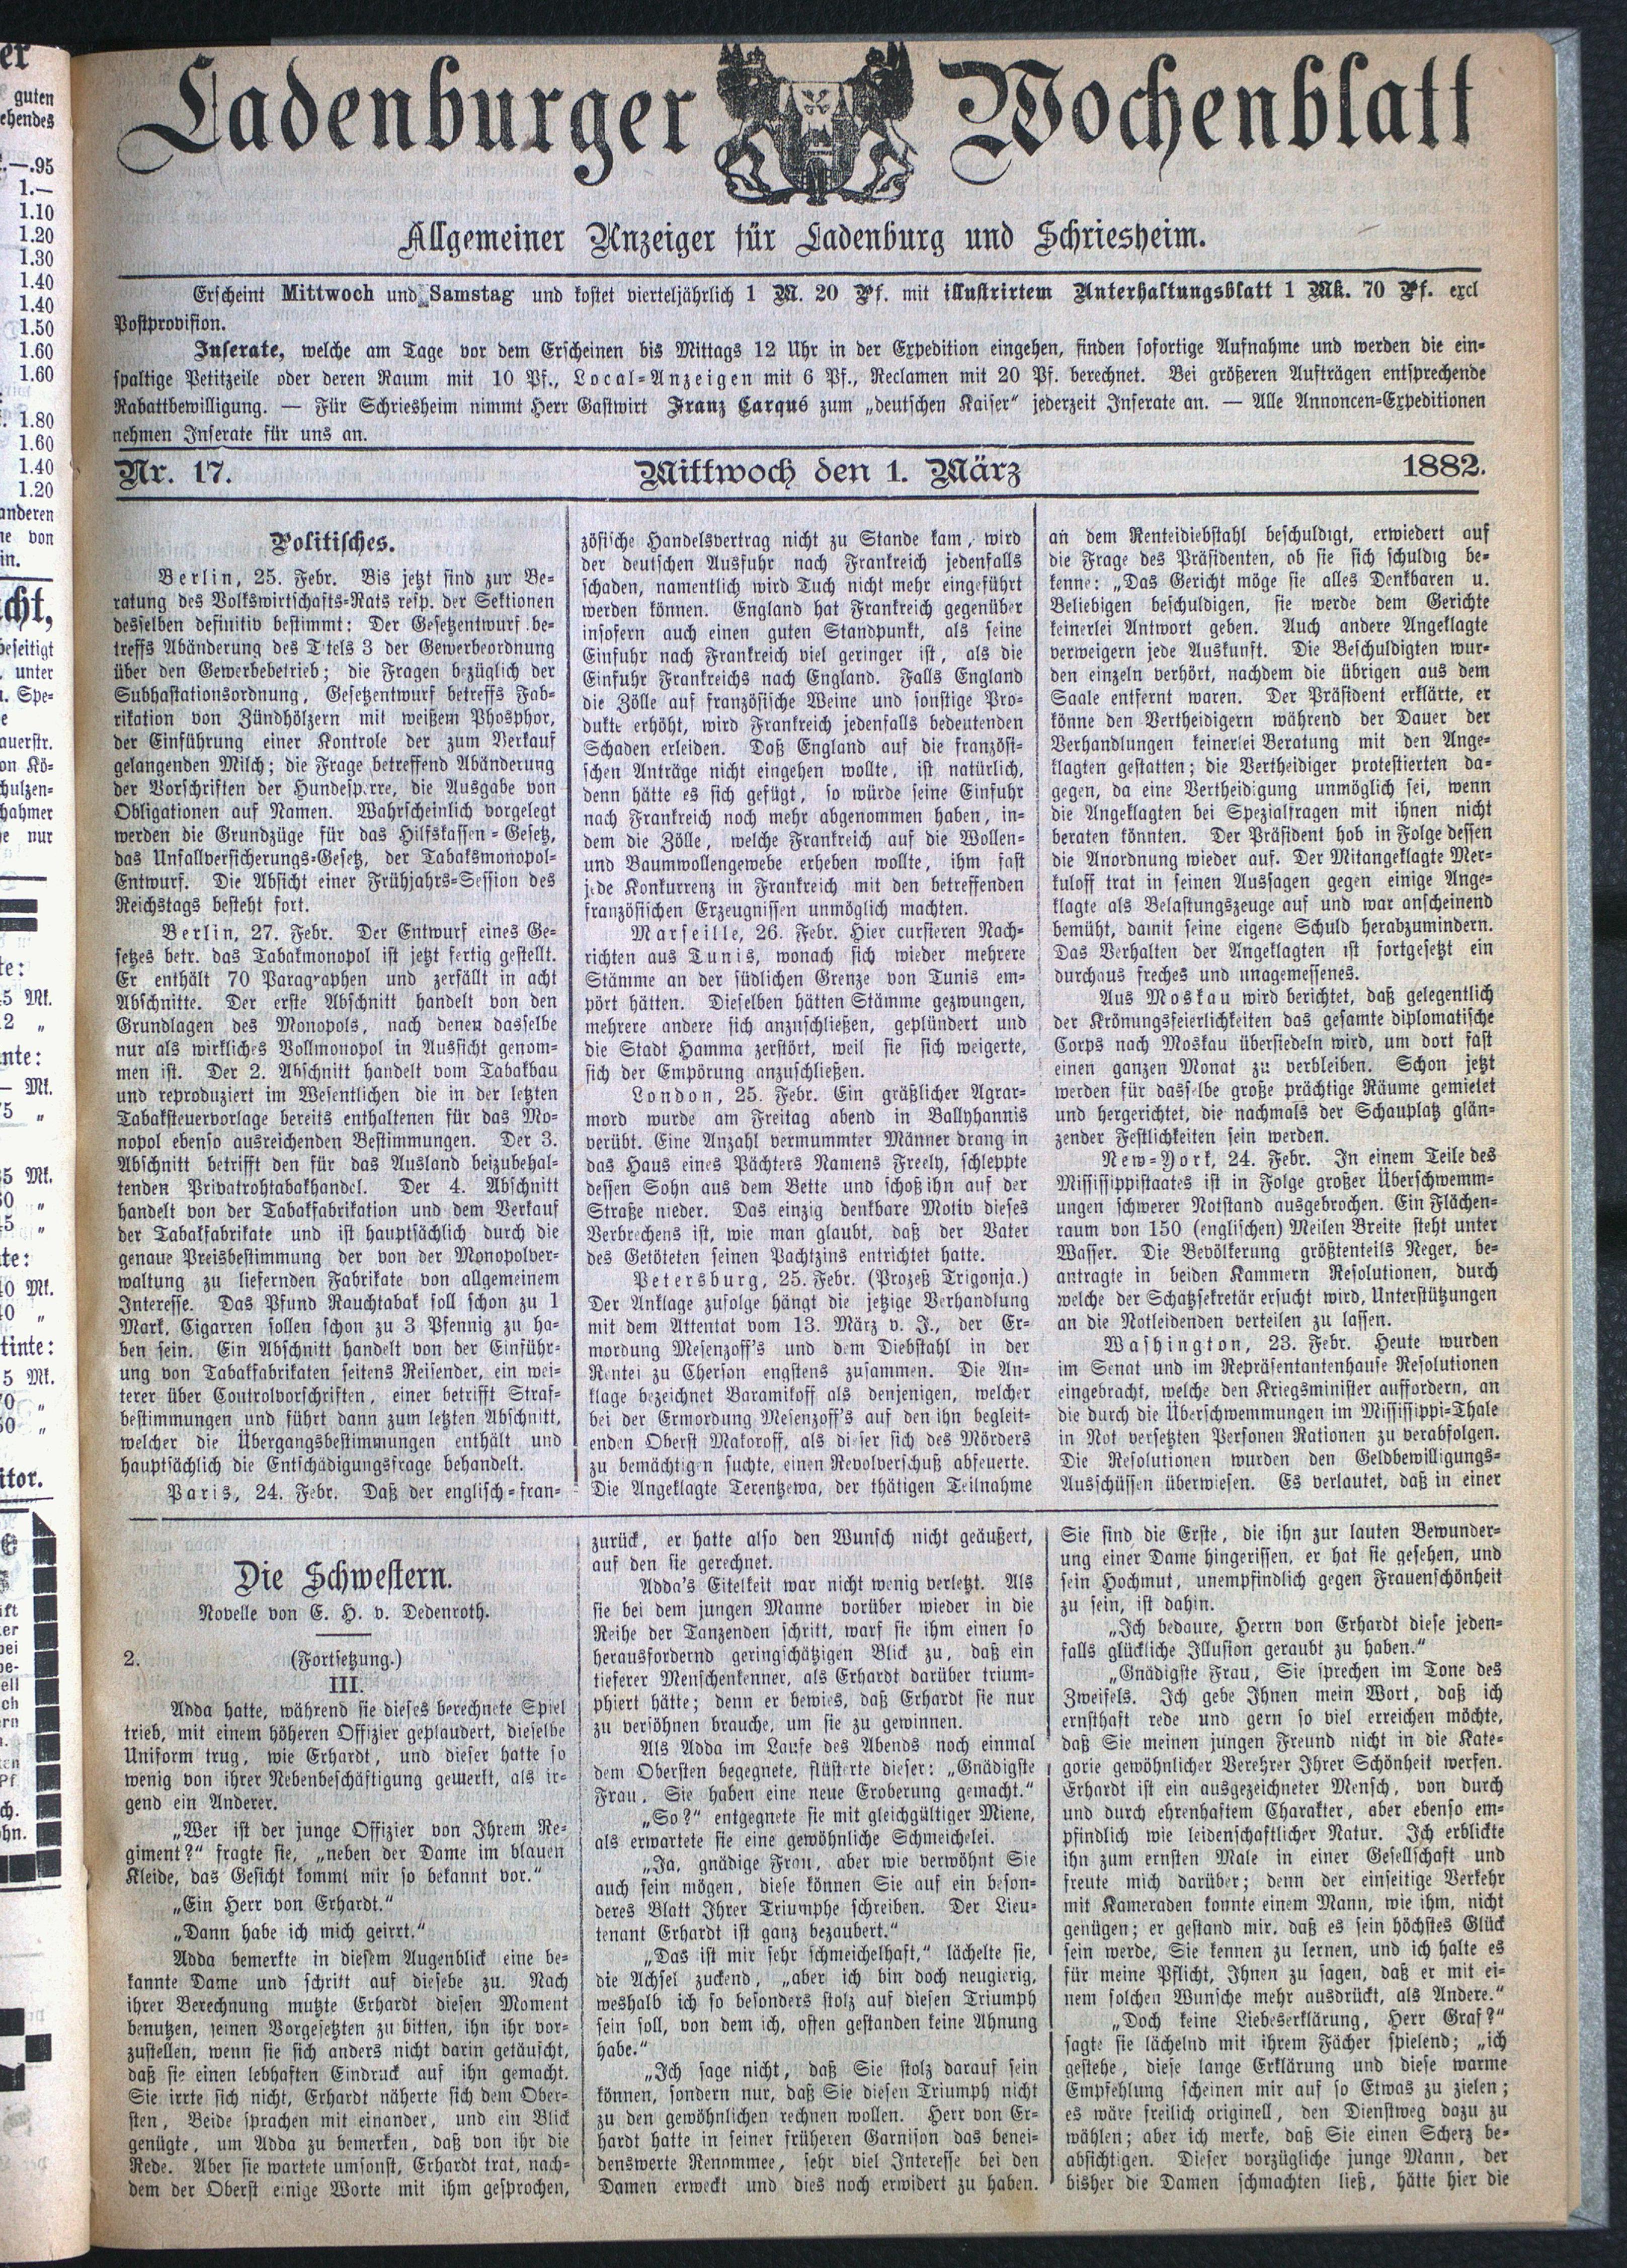 Ladenburger Wochenblatt
Allgemeiner Anzeiger für Ladenburg und Schriesheim.
Erscheint Mittwoch und Samstag und kostet vierteljährlich 1 M. 20 Pf. mit illustrirtem Unterhaltungsblatt 1 Mk. 70 Pf. excl
Postprovision.
Inserate, welche am Tage vor dem Erscheinen bis Mittags 12 Uhr in der Expedition eingehen, finden sofortige Aufnahme und werden die ein-
spaltige Petitzeile oder deren Raum mit 10 Pf., Local-Anzeigen mit 6 Pf., Reclamen mit 20 Pf. berechnet. Bei größeren Aufträgen entsprechende
Rabattbewilligung. — Für Schriesheim nimmt Herr Gastwirt Franz Carqué zum „deutschen Kaiser“ jederzeit Inserate an. — Alle Annoncen-Expeditionen
nehmen Inserate für uns an.
Nr. 17. Mittwoch den 1. März 1882.
Politisches.
Berlin, 25. Febr. Bis jetzt sind zur Be-
ratung des Volkswirtschafts-Rats resp. der Sektionen
desselben definitiv bestimmt: Der Gesetzentwurf be-
treffs Abänderung des Titels 3 der Gewerbeordnung
über den Gewerbebetrieb; die Fragen bezüglich der
Subhastationsordnung, Gesetzentwurf betreffs Fab-
rikation von Zündhölzern mit weißem Phosphor,
der Einführung einer Kontrole der zum Verkauf
gelangenden Milch; die Frage betreffend Abänderung
der Vorschriften der Hundesperre, die Ausgabe von
Obligationen auf Namen. Wahrscheinlich vorgelegt
werden die Grundzüge für das Hilfskassen-Gesetz,
das Unfallversicherungs-Gesetz, der Tabaksmonopol-
Entwurf. Die Absicht einer Frühjahrs-Session des
Reichstags besteht fort.
Berlin, 27. Febr. Der Entwurf eines Ge-
setzes betr. das Tabakmonopol ist jetzt fertig gestellt.
Er enthält 70 Paragraphen und zerfällt in acht
Abschnitte. Der erste Abschnitt handelt von den
Grundlagen des Monopols, nach denen dasselbe
nur als wirkliches Vollmonopol in Aussicht genom-
men ist. Der 2. Abschnitt handelt vom Tabakbau
und reproduziert im Wesentlichen die in der letzten
Tabaksteuervorlage bereits enthaltenen für das Mo-
nopol ebenso ausreichenden Bestimmungen. Der 3.
Abschnitt betrifft den für das Ausland beizubehal-
tenden Privatrohtabakhandel. Der 4. Abschnitt
handelt von der Tabakfabrikation und dem Verkauf
der Tabakfabrikate und ist hauptsächlich durch die
genaue Preisbestimmung der von der Monopolver-
waltung zu liefernden Fabrikate von allgemeinem
Interesse. Das Pfund Rauchtabak soll schon zu 1
Mark, Cigarren sollen schon zu 3 Pfennig zu ha-
ben sein. Ein Abschnitt handelt von der Einführ-
ung von Tabakfabrikaten seitens Reisender, ein wei-
terer über Controlvorschriften, einer betrifft Straf-
bestimmungen und führt dann zum letzten Abschnitt,
welcher die Übergangsbestimmungen enthält und
hauptsächlich die Entschädigungsfrage behandelt.
Paris, 24. Febr. Daß der englisch-fran-
zösische Handelsvertrag nicht zu Stande kam, wird
der deutschen Ausfuhr nach Frankreich jedenfalls
schaden, namentlich wird Tuch nicht mehr eingeführt
werden können. England hat Frankreich gegenüber
insofern auch einen guten Standpunkt, als seine
Einfuhr nach Frankreich viel geringer ist, als die
Einfuhr Frankreichs nach England. Falls England
die Zölle auf französische Weine und sonstige Pro-
dukte erhöht, wird Frankreich jedenfalls bedeutenden
Schaden erleiden. Daß England auf die französi-
schen Anträge nicht eingehen wollte, ist natürlich,
denn hätte es sich gefügt, so würde seine Einfuhr
nach Frankreich noch mehr abgenommen haben, in-
dem die Zölle, welche Frankreich auf die Wollen-
und Baumwollengewebe erheben wollte, ihm fast
jede Konkurrenz in Frankreich mit den betreffenden
französischen Erzeugnissen unmöglich machten.
Marseille, 26. Febr. Hier cursieren Nach-
richten aus Tunis, wonach sich wieder mehrere
Stämme an der südlichen Grenze von Tunis em-
pört hätten. Dieselben hätten Stämme gezwungen,
mehrere andere sich anznschließen, geplündert und
die Stadt Hamma zerstört, weil sie sich weigerte,
sich der Empörung anzuschließen.
London, 25. Febr. Ein gräßlicher Agrar-
mord wurde am Freitag abend in Ballyhannis
verübt. Eine Anzahl vermummter Männer drang in
das Haus eines Pächters Namens Freely, schleppte
dessen Sohn aus dem Bette und schoß ihn auf der
Straße nieder. Das einzig denkbare Motiv dieses
Verbrechens ist, wie man glaubt, daß der Vater
des Getöteten seinen Pachtzins entrichtet hatte.
Petersburg, 25. Febr. (Prozeß Trigonja.)
Der Anklage zufolge hängt die jetzige Verhandlung
mit dem Attentat vom 13. März v. J., der Er-
mordung Mesenzoff's und dem Diebstahl in der
Rentei zu Cherson engstens zusammen. Die An-
klage bezeichnet Baramikoff als denjenigen, welcher
bei der Ermordung Mesenzoff's auf den ihn begleit-
enden Oberst Makoroff, als dieser sich des Mörders
zu bemächtigen suchte, einen Revolverschuß abfeuerte.
Die Angeklagte Terentzewa, der thätigen Teilnahme
an dem Renteidiebstahl beschuldigt, erwiedert auf
die Frage des Präsidenten, ob sie sich schuldig be-
kenne: „Das Gericht möge sie alles Denkbaren u.
Beliebigen beschuldigen, sie werde dem Gerichte
keinerlei Antwort geben. Auch andere Angeklagte
verweigern jede Auskunft. Die Beschuldigten wur-
den einzeln verhört, nachdem die übrigen aus dem
Saale entfernt waren. Der Präsident erklärte, er
könne den Vertheidigern während der Dauer der
Verhandlungen keinerlei Beratung mit den Ange-
klagten gestatten; die Vertheidiger protestierten da-
gegen, da eine Vertheidigung unmöglich sei, wenn
die Angeklagten bei Spezialfragen mit ihnen nicht
beraten könnten. Der Präsident hob in Folge dessen
die Anordnung wieder auf. Der Mitangeklagte Mer-
kuloff trat in seinen Aussagen gegen einige Ange-
klagte als Belastungszeuge auf und war anscheinend
bemüht, damit seine eigene Schuld herabzumindern.
Das Verhalten der Angeklagten ist fortgesetzt ein
durchaus freches und unagemessenes.
Aus Moskau wird berichtet, daß gelegentlich
der Krönungsfeierlichkeiten das gesamte diplomatische
Corps nach Moskau übersiedeln wird, um dort fast
einen ganzen Monat zu verbleiben. Schon jetzt
werden für dasselbe große prächtige Räume gemietet
und hergerichtet, die nachmals der Schauplatz glän-
zender Festlichkeiten sein werden.
New-York, 24. Febr. In einem Teile des
Mississippistaates ist in Folge großer Überschwemm-
ungen schwerer Notstand ausgebrochen. Ein Flächen-
raum von 150 (englischen) Meilen Breite steht unter
Wasser. Die Bevölkerung größtenteils Neger, be-
antragte in beiden Kammern Resolutionen, durch
welche der Schatzsekretär ersucht wird, Unterstützungen
an die Notleidenden verteilen zu lassen.
Washington, 23. Febr. Heute wurden
im Senat und im Repräsentantenhause Resolutionen
eingebracht, welche den Kriegsminister auffordern, an
die durch die Überschwemmungen im Mississippi-Thale
in Not versetzten Personen Rationen zu verabfolgen.
Die Resolutionen wurden den Geldbewilligungs-
Ausschüssen überwiesen. Es verlautet, daß in einer
Die Schwestern.
Novelle von E. H. v. Dedenroth.
2. (Fortsetzung.)
III.
Adda hatte, während sie dieses berechnete Spiel
trieb, mit einem höheren Offizier geplaudert, dieselbe
Uniform trug, wie Erhardt, und dieser hatte so
wenig von ihrer Nebenbeschäftigung gemerkt, als ir-
gend ein Anderer.
„Wer ist der junge Offizier von Ihrem Re-
giment?“ fragte sie, „neben der Dame im blauen
Kleide, das Gesicht kommt mir so bekannt vor.“
„Ein Herr von Erhardt.“
„Dann habe ich mich geirrt.“
Adda bemerkte in diesem Augenblick eine be-
kannte Dame und schritt auf diesebe zu. Nach
ihrer Berechnung mußte Erhardt diesen Moment
benutzen, seinen Vorgesetzten zu bitten, ihn ihr vor-
zustellen, wenn sie sich anders nicht darin getäuscht,
daß sie einen lebhaften Eindruck auf ihn gemacht.
Sie irrte sich nicht, Erhardt näherte sich dem Ober-
sten, Beide sprachen mit einander, und ein Blick
genügte, um Adda zu bemerken, daß von ihr die
Rede. Aber sie wartete umsonst, Erhardt trat, nach-
dem der Oberst einige Worte mit ihm gesprochen,
zurück, er hatte also den Wunsch nicht geäußert,
auf den sie gerechnet.
Adda's Eitelkeit war nicht wenig verletzt. Als
sie bei dem jungen Manne vorüber wieder in die
Reihe der Tanzenden schritt, warf sie ihm einen so
herausfordernd geringschätzigen Blick zu, daß ein
tieferer Menschenkenner, als Erhardt darüber trium-
phiert hätte; denn er bewies, daß Erhardt sie nur
zu versöhnen brauche, um sie zu gewinnen.
Als Adda im Laufe des Abends noch einmal
dem Obersten begegnete, flüsterte dieser: „Gnädigste
Frau, Sie haben eine neue Eroberung gemacht.“
„So?“ entgegnete sie mit gleichgültiger Miene,
als erwartete sie eine gewöhnliche Schmeichelei.
„Ja, gnädige Frau, aber wie verwöhnt Sie
auch sein mögen, diese können Sie auf ein beson-
deres Blatt Ihrer Triumphe schreiben. Der Lieu-
tenant Erhardt ist ganz bezaubert.“
„Das ist mir sehr schmeichelhaft,“ lächelte sie,
die Achsel zuckend, „aber ich bin doch neugierig,
weshalb ich so besonders stolz auf diesen Triumph
sein soll, von dem ich, offen gestanden keine Ahnung
habe.“
„Ich sage nicht, daß Sie stolz darauf sein
können, sondern nur, daß Sie diesen Triumph nicht
zu den gewöhnlichen rechnen wollen. Herr von Er-
hardt hatte in seiner früheren Garnison das benei-
denswerte Renommee, sehr viel Interesse bei den
Damen erweckt und dies noch erwidert zu haben.
Sie sind die Erste, die ihn zur lauten Bewunder-
ung einer Dame hingerissen, er hat sie gesehen, und
sein Hochmut, unempfindlich gegen Frauenschönheit
zu sein, ist dahin.
„Ich bedaure, Herrn von Erhardt diese jeden-
falls glückliche Illusion geraubt zu haben.“
„Gnädigste Frau, Sie sprechen im Tone des
Zweifels. Ich gebe Ihnen mein Wort, daß ich
ernsthaft rede und gern so viel erreichen möchte,
daß Sie meinen jungen Freund nicht in die Kate-
gorie gewöhnlicher Verehrer Ihrer Schönheit werfen.
Erhardt ist ein ausgezeichneter Mensch, von durch
und durch ehrenhaftem Charakter, aber ebenso em-
pfindlich wie leidenschaftlicher Natur. Ich erblickte
ihn zum ernsten Male in einer Gesellschaft und
freute mich darüber; denn der einseitige Verkehr
mit Kameraden konnte einem Mann, wie ihm, nicht
genügen; er gestand mir, daß es sein höchstes Glück
sein werde, Sie kennen zu lernen, und ich halte es
für meine Pflicht, Ihnen zu sagen, daß er mit ei-
nem solchen Wunsche mehr ausdrückt, als Andere.“
„Doch keine Liebeserklärung, Herr Graf?“
sagte sie lächelnd mit ihrem Fächer spielend; „ich
gestehe, diese lange Erklärung und diese warme
Empfehlung scheinen mir auf so Etwas zu zielen;
es wäre freilich originell, den Dienstweg dazu zu
wählen; aber ich merke, daß Sie einen Scherz be-
absichtigen. Dieser vorzügliche junge Mann, der
bisher die Damen schmachten ließ, hätte hier die